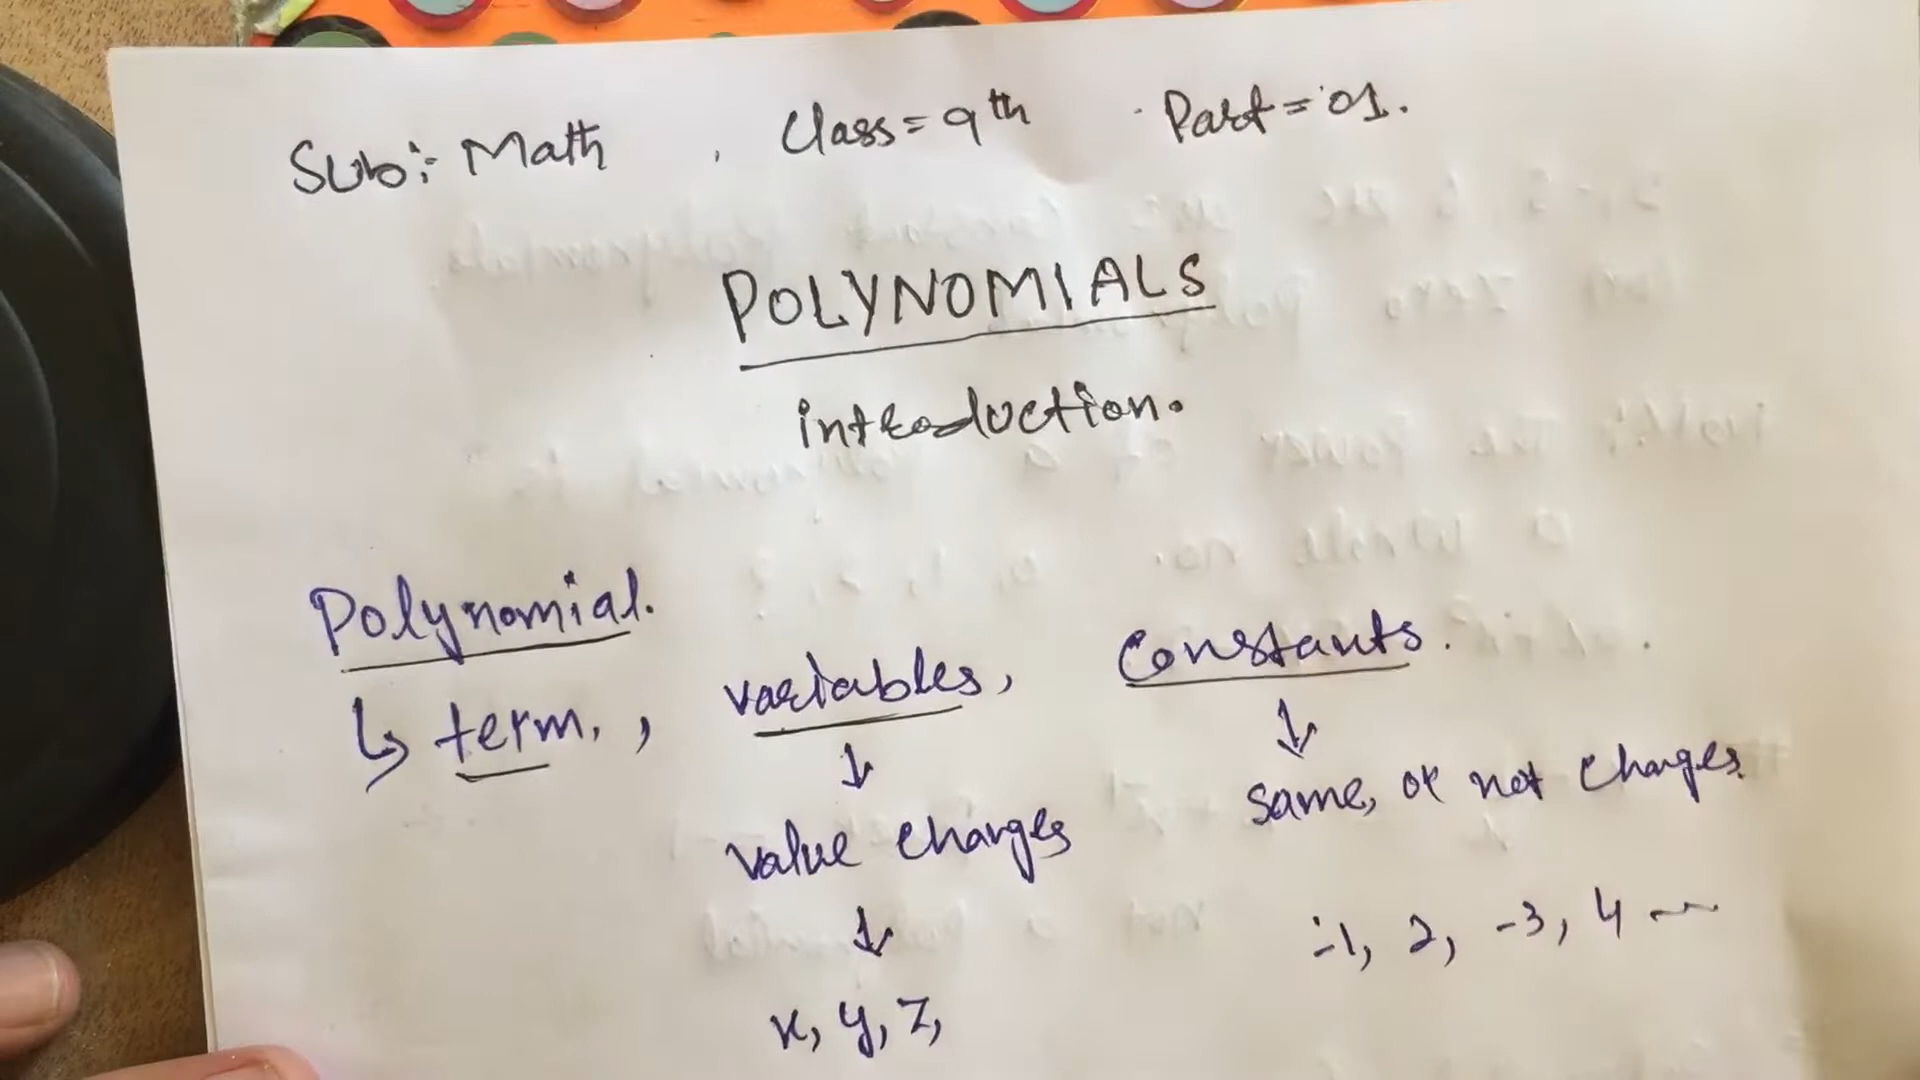 Sub: Math , Class = 9th . Part = 01.
POLYNOMIALS
introduction.
Polynomial.
↳ term. , variables, Constants.
↓ ↓
value changes same, or not changes
↓ -1, 2, -3, 4
x, y, z,